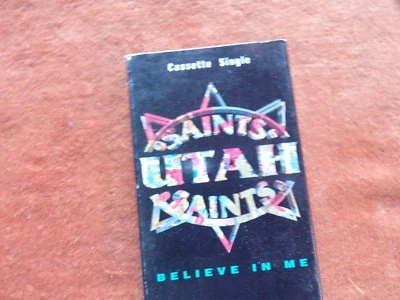 Cassette Single
SAINTS
UTAH
SAINTS
BELIEVE IN ME